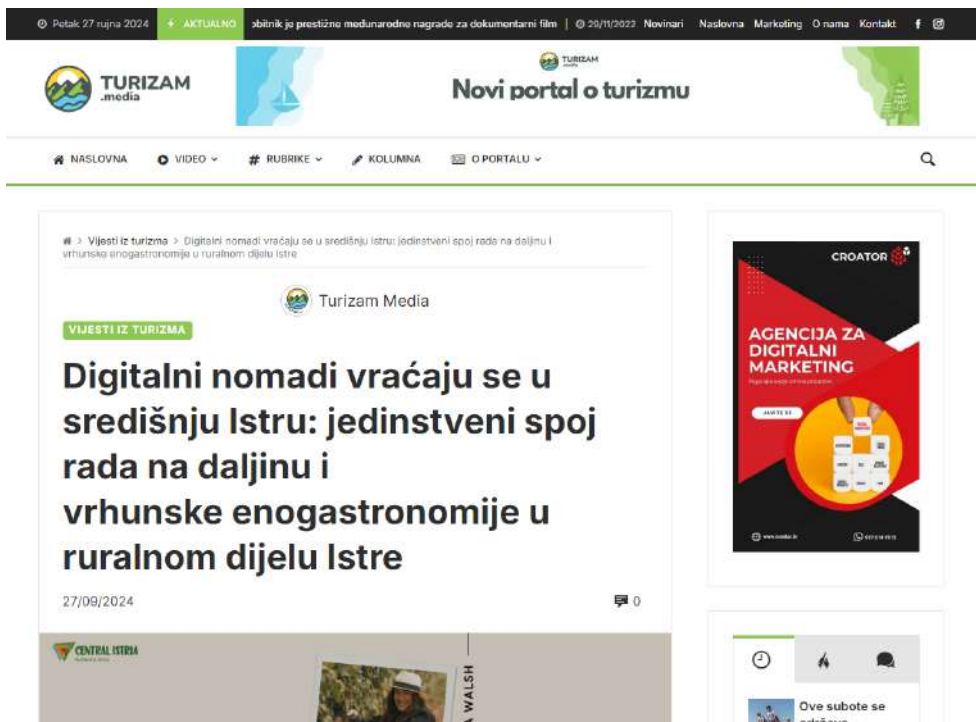 Petak 27 rujna 2024
AKTUALNO
obitnik je prestižne međunarodne nagrade za dokumentarni film
29/11/2022
Novinari
Naslovna Marketing O nama Kontakt
TURIZAM
.media
TURIZAM
.media
Novi portal o turizmu
NASLOVNA
VIDEO
# RUBRIKE
KOLUMNA
O PORTALU
> Vijesti iz turizma > Digitalni nomadi vraćaju se u središnju Istru: jedinstveni spoj rada na daljinu i
vrhunske enogastronomije u ruralnom dijelu Istre
Turizam Media
VIJESTI IZ TURIZMA
Digitalni nomadi vraćaju se u
središnju Istru: jedinstveni spoj
rada na daljinu i
vrhunske enogastronomije u
ruralnom dijelu Istre
27/09/2024
0
CENTRAL ISTRIA
WALSH
CROATOR
AGENCIJA ZA
DIGITALNI
MARKETING
JAVITE SE
Ove subote se